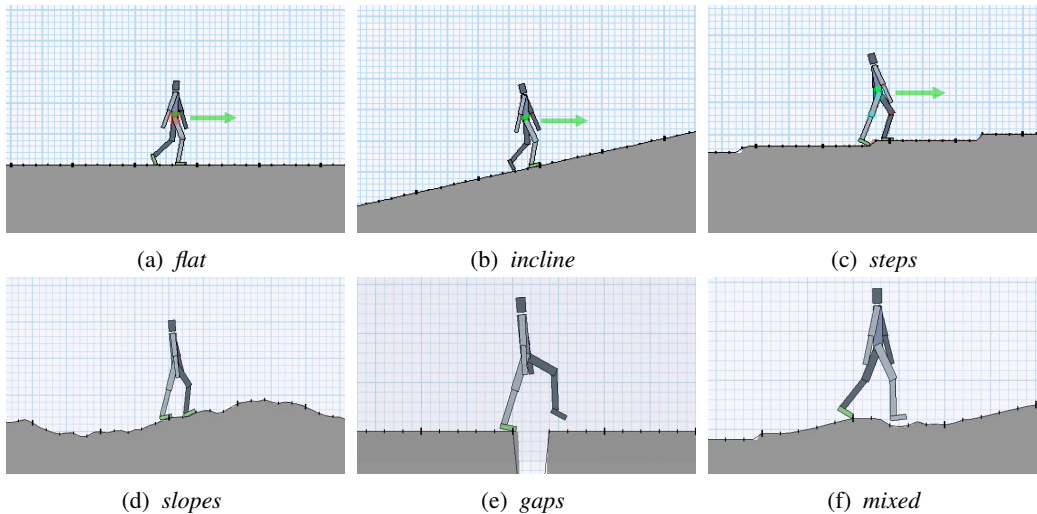 (a) flat
(b) incline
(c) steps
(d) slopes
(e) gaps
(f) mixed